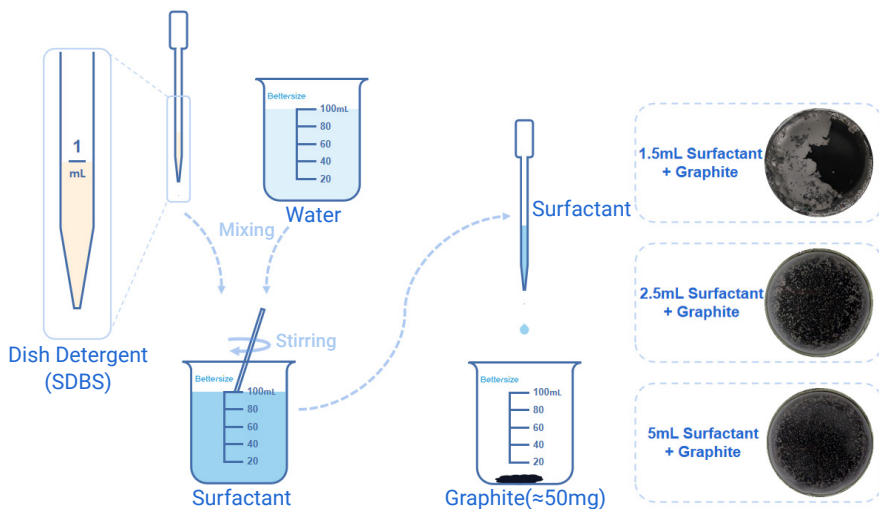 1
mL
Dish Detergent
(SDBS)
Bettersize
100mL
80
60
40
20
Water
Mixing
Stirring
Bettersize
100mL
80
60
40
20
Surfactant
Surfactant
Bettersize
100mL
80
60
40
20
Graphite(≈50mg)
1.5mL Surfactant
+ Graphite
2.5mL Surfactant
+ Graphite
5mL Surfactant
+ Graphite